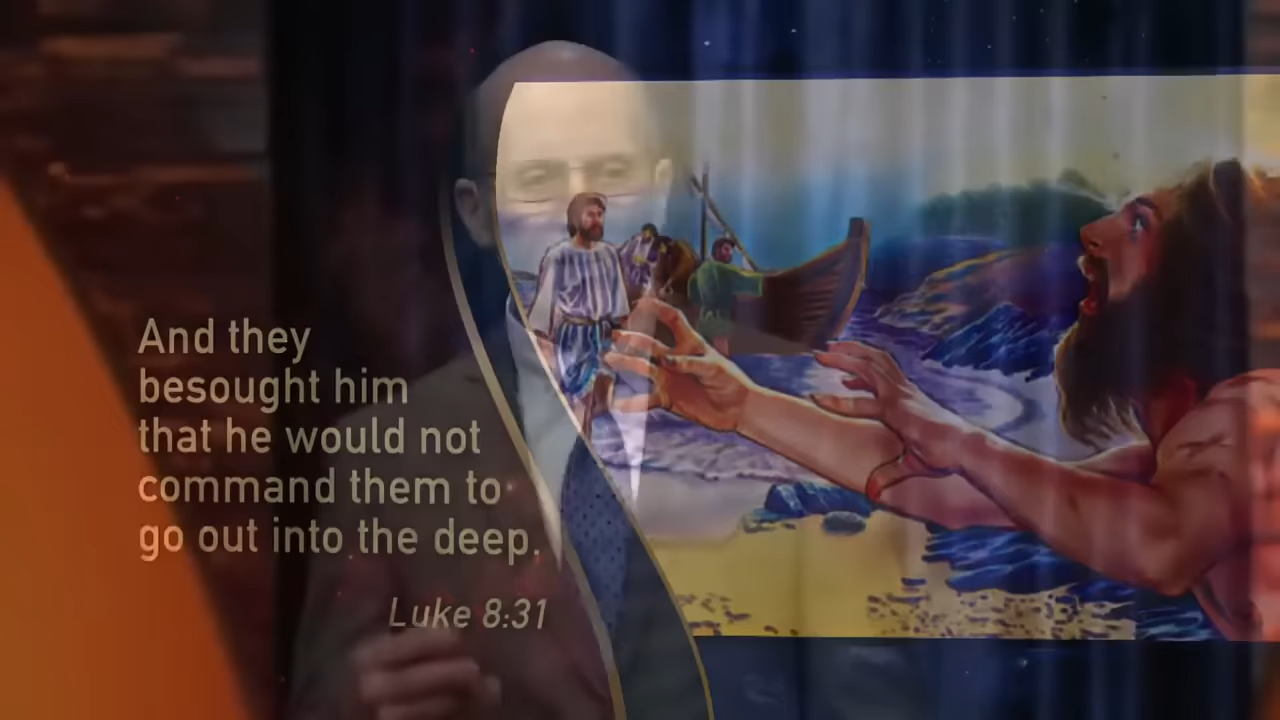 And they
besought him
that he would not
command them to
go out into the deep.
Luke 8:31